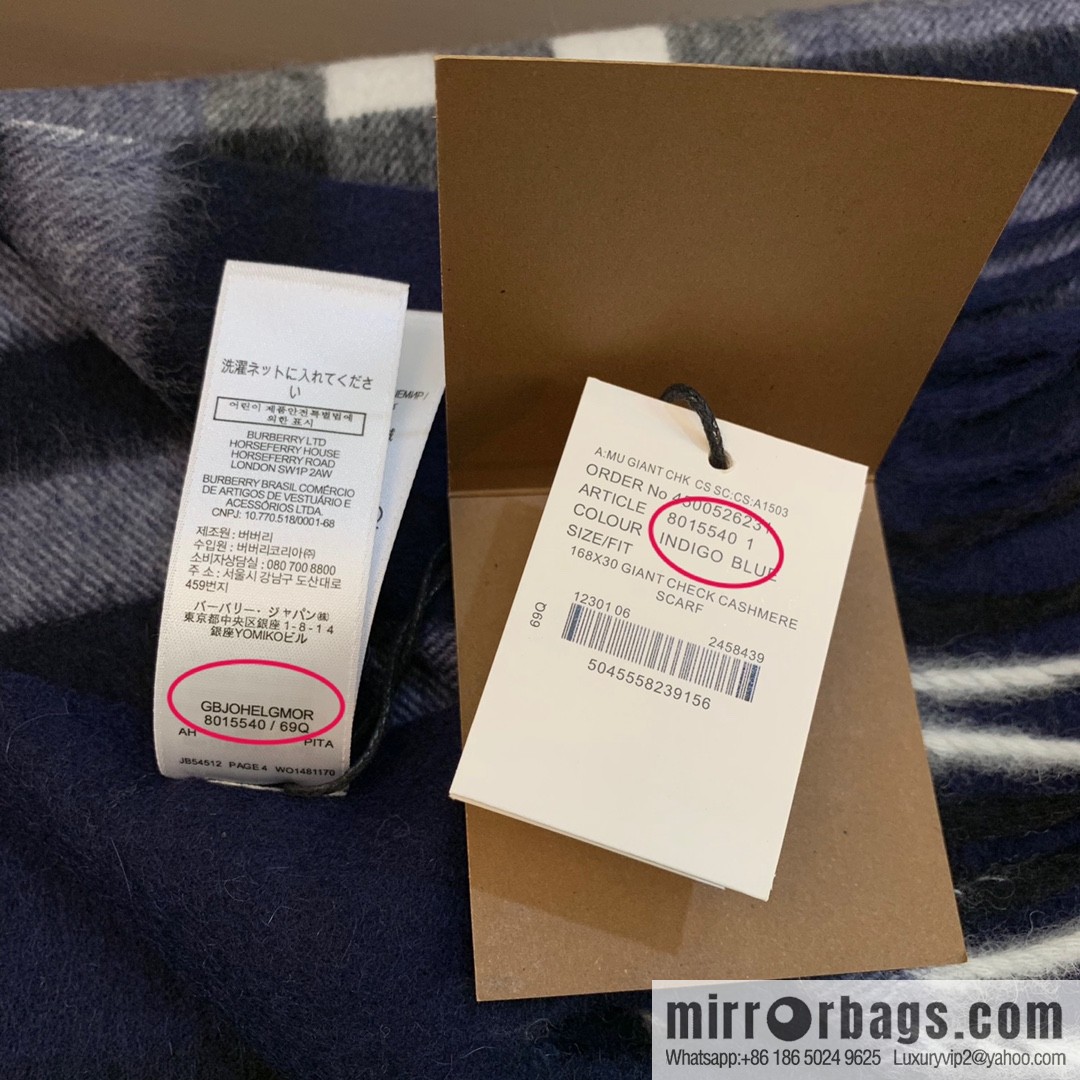 洗濯ネットに入れてくださ
い
어린이 제품안전특별법에
의한 표시
BURBERRY LTD
HORSEFERRY HOUSE
HORSEFERRY ROAD
LONDON SW1P 2AW
BURBERRY BRASIL COMÉRCIO
DE ARTIGOS DE VESTUÁRIO E
ACESSÓRIOS LTDA.
CNPJ: 10.770.518/0001-68
제조원 : 버버리
수입원 : 버버리코리아㈜
소비자상담실 : 080 700 8800
주 소 : 서울시 강남구 도산대로
459번지
バーバリー・ジャパン㈱
東京都中央区銀座1-8-14
銀座YOMIKOビル
GBJOHELGMOR
8015540 / 69Q
AH PITA
JB54512 PAGE 4 WO1481170
A:MU GIANT CHK CS SC:CS:A1503
ORDER No 4500526231
ARTICLE 8015540 1
COLOUR INDIGO BLUE
SIZE/FIT
168X30 GIANT CHECK CASHMERE
SCARF
69Q
12301 06
2458439
5045558239156
mirrorbags.com
Whatsapp:+86 186 5024 9625 Luxuryvip2@yahoo.com